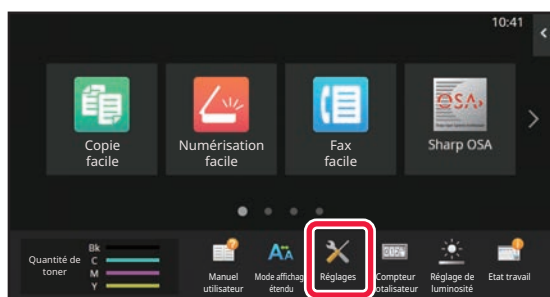 10:41
Copie
facile
Numérisation
facile
Fax
facile
OSA
Sharp OSA
Quantité de
toner
Bk
C
M
Y
Manuel
utilisateur
Mode affichage
étendu
Réglages
Compteur
totalisateur
Réglage de
luminosité
Etat travail